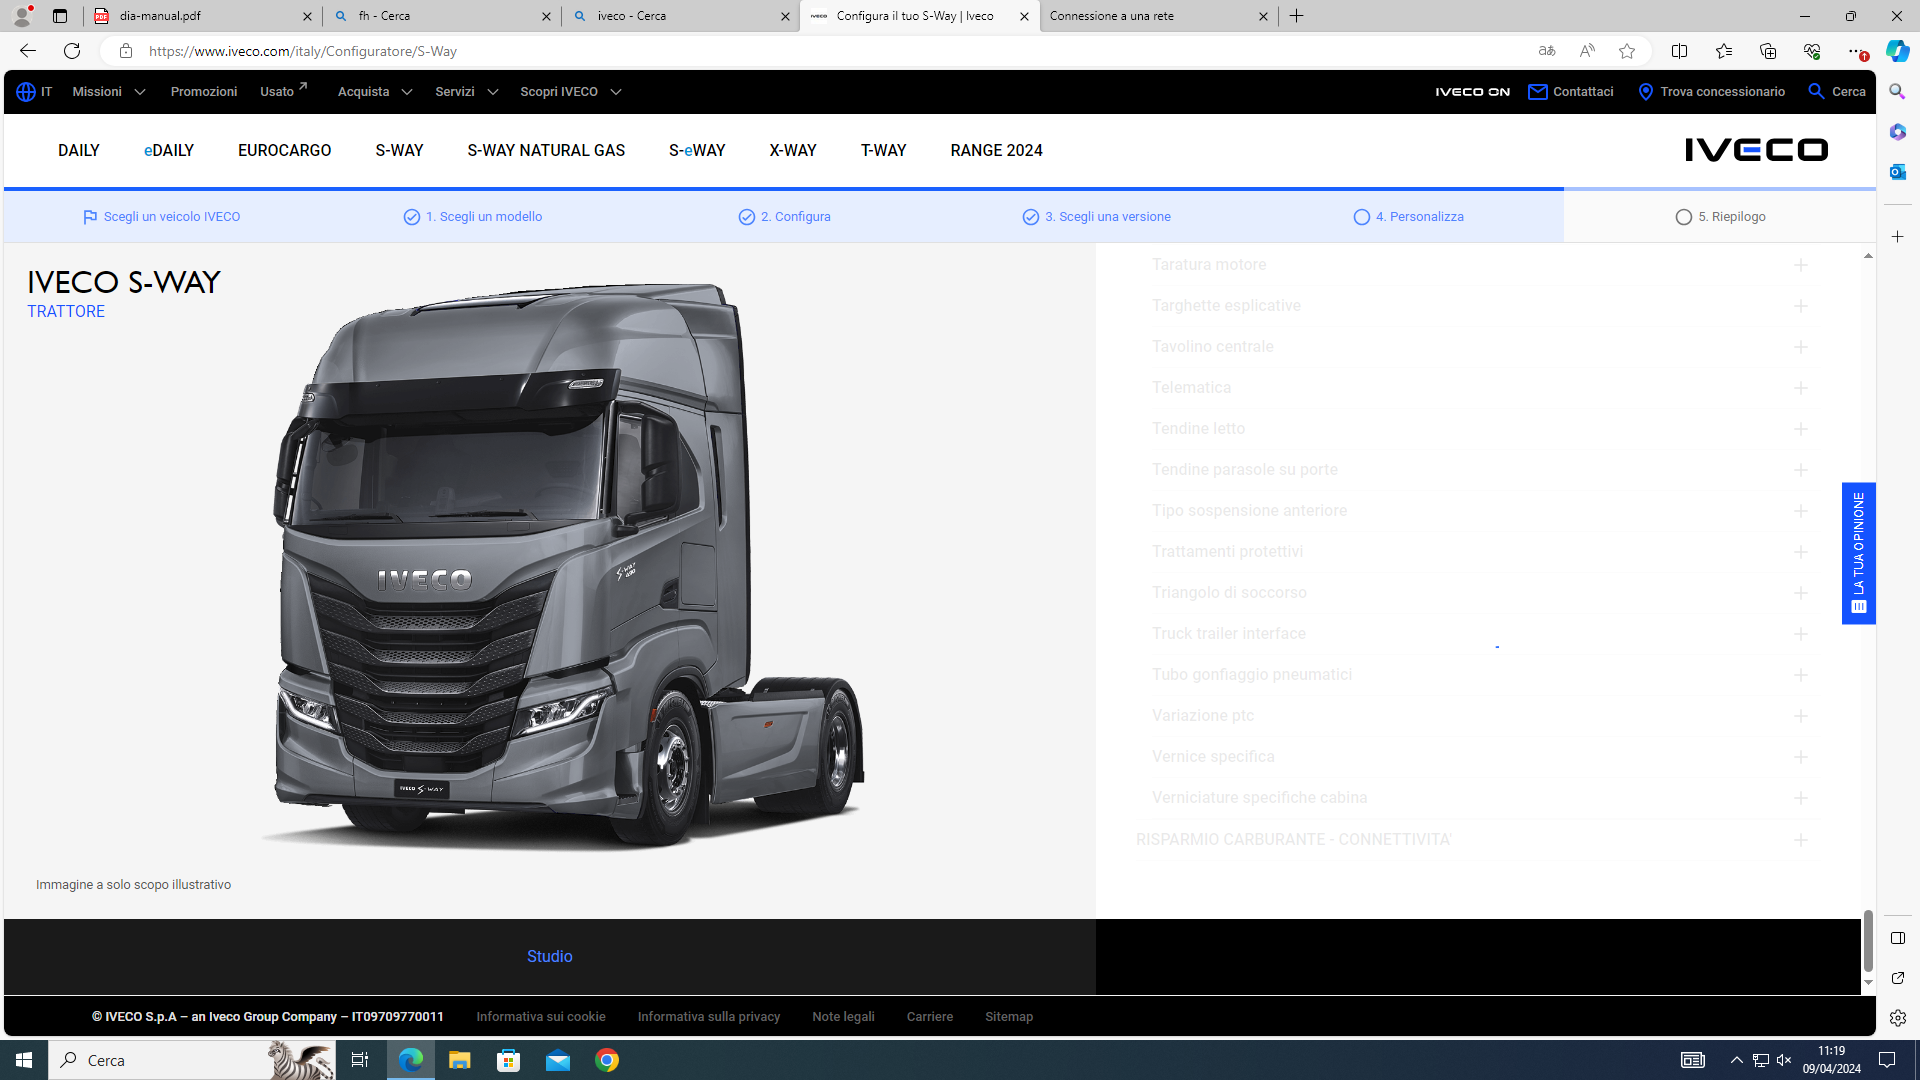 dia-manual.pdf
fh - Cerca
iveco - Cerca
Configura il tuo S-Way | Iveco
Connessione a una rete
https://www.iveco.com/italy/Configuratore/S-Way
IT Missioni Promozioni Usato Acquista Servizi Scopri IVECO IVECO ON Contattaci Trova concessionario Cerca
DAILY eDAILY EUROCARGO S-WAY S-WAY NATURAL GAS S-eWAY X-WAY T-WAY RANGE 2024 IVECO
Scegli un veicolo IVECO 1. Scegli un modello 2. Configura 3. Scegli una versione 4. Personalizza 5. Riepilogo
IVECO S-WAY
TRATTORE
IVECO
S-WAY
IVECO S-WAY
Immagine a solo scopo illustrativo
Taratura motore
Targhette esplicative
Tavolino centrale
Telematica
Tendine letto
Tendine parasole su porte
Tipo sospensione anteriore
Trattamenti protettivi
Triangolo di soccorso
Truck trailer interface
Tubo gonfiaggio pneumatici
Variazione ptc
Vernice specifica
Verniciature specifiche cabina
RISPARMIO CARBURANTE - CONNETTIVITA'
LA TUA OPINIONE
Studio
© IVECO S.p.A – an Iveco Group Company – IT09709770011 Informativa sui cookie Informativa sulla privacy Note legali Carriere Sitemap
Cerca
11:19
09/04/2024